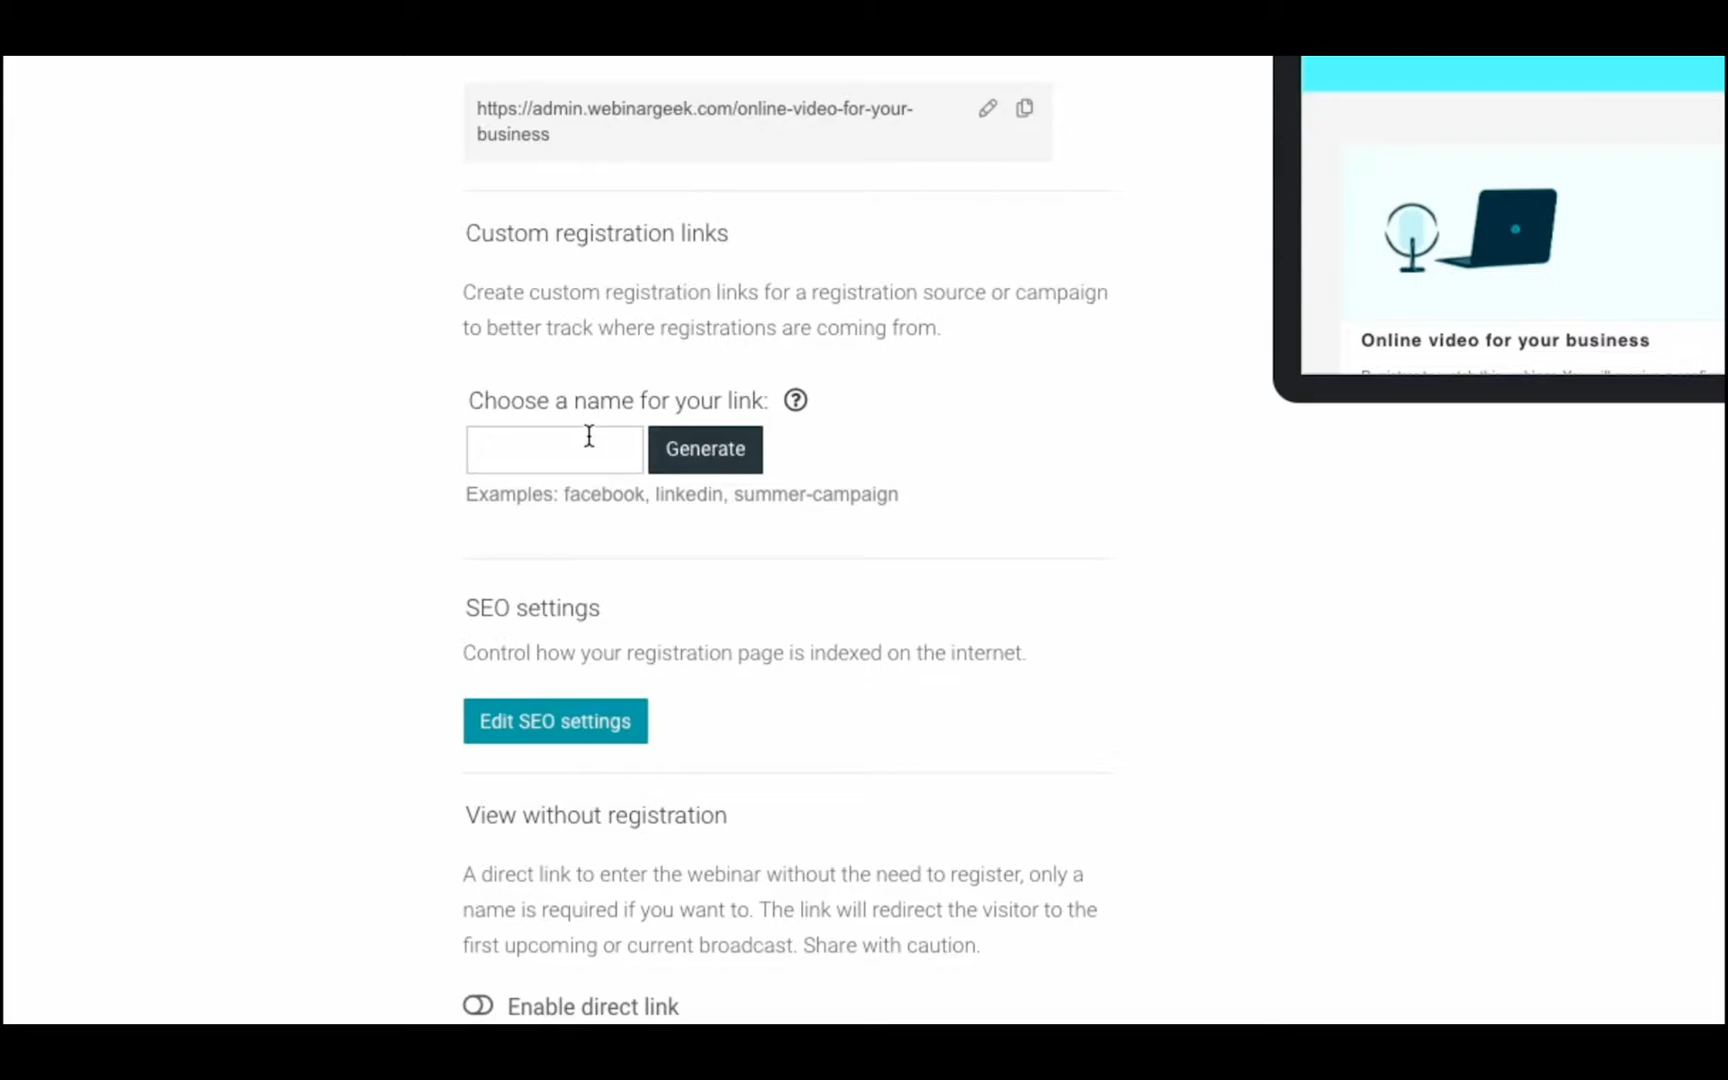 https://admin.webinargeek.com/online-video-for-your-
business
Custom registration links
Create custom registration links for a registration source or campaign
to better track where registrations are coming from.
Choose a name for your link:
Generate
Examples: facebook, linkedin, summer-campaign
SEO settings
Control how your registration page is indexed on the internet.
Edit SEO settings
View without registration
A direct link to enter the webinar without the need to register, only a
name is required if you want to. The link will redirect the visitor to the
first upcoming or current broadcast. Share with caution.
Enable direct link
Online video for your business